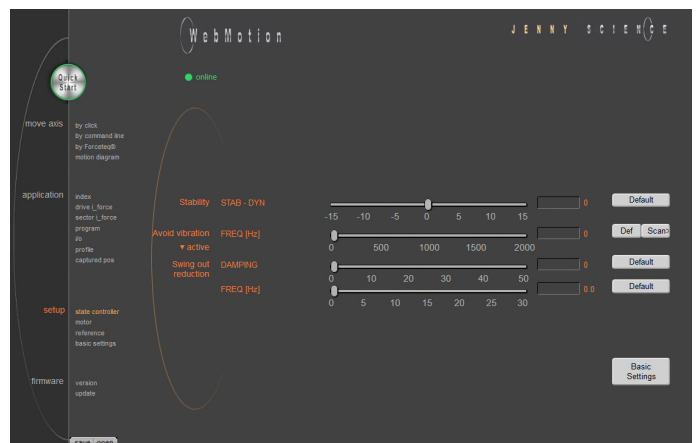 WebMotion
JENNY SCIENCE
Quick
Start
online
move axis
by click
by command line
by Forceteq®
motion diagram
application
index
drive i_force
sector i_force
program
i/o
profile
captured pos
setup
state controller
motor
reference
basic settings
firmware
version
update
save open
Stability STAB - DYN 0 Default
-15 -10 -5 0 5 10 15
Avoid vibration FREQ [Hz] 0 Def Scan>
▾ active 0 500 1000 1500 2000
Swing out
reduction
DAMPING 0 Default
0 10 20 30 40 50
FREQ [Hz] 0.0 Default
0 5 10 15 20 25 30
Basic
Settings